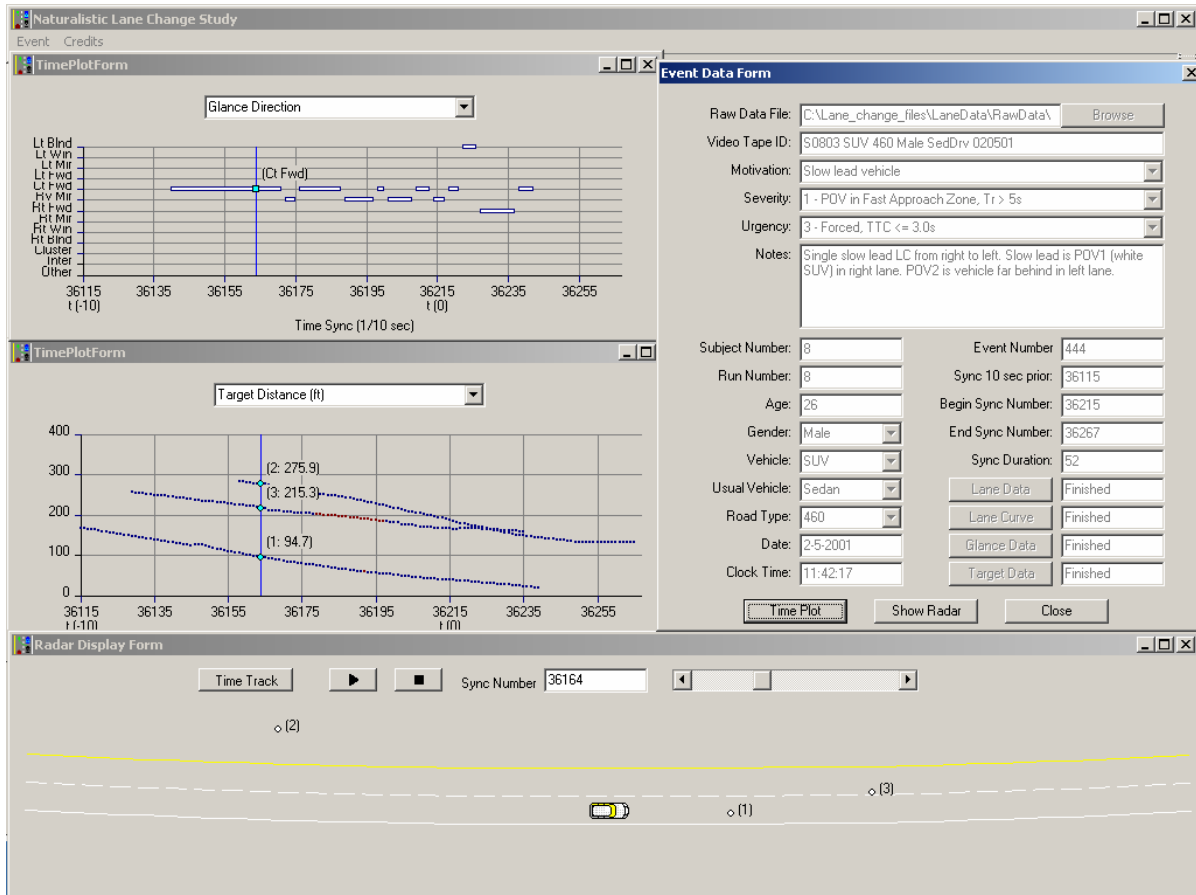 Naturalistic Lane Change Study
Event Credits
TimePlotForm
Glance Direction
Lt Blnd
Lt Win
Lt Mir
Lt Fwd
Ct Fwd
Rv Mir
Rt Fwd
Rt Mir
Rt Win
Rt Blnd
Cluster
Inter
Other
(Ct Fwd)
36115 36135 36155 36175 36195 36215 36235 36255
t (-10) t (0)
Time Sync (1/10 sec)
TimePlotForm
Target Distance (ft)
400
300
200
100
0
(2: 275.9)
(3: 215.3)
(1: 94.7)
36115 36135 36155 36175 36195 36215 36235 36255
t (-10) t (0)
Event Data Form
Raw Data File: C:\Lane_change_files\LaneData\RawData\ Browse
Video Tape ID: S0803 SUV 460 Male SedDrv 020501
Motivation: Slow lead vehicle
Severity: 1 - POV in Fast Approach Zone, Tr > 5s
Urgency: 3 - Forced, TTC <= 3.0s
Notes: Single slow lead LC from right to left. Slow lead is POV1 (white
SUV) in right lane. POV2 is vehicle far behind in left lane.
Subject Number: 8 Event Number 444
Run Number: 8 Sync 10 sec prior: 36115
Age: 26 Begin Sync Number: 36215
Gender: Male End Sync Number: 36267
Vehicle: SUV Sync Duration: 52
Usual Vehicle: Sedan Lane Data Finished
Road Type: 460 Lane Curve Finished
Date: 2-5-2001 Glance Data Finished
Clock Time: 11:42:17 Target Data Finished
Time Plot Show Radar Close
Radar Display Form
Time Track Sync Number 36164
(2)
(3)
(1)